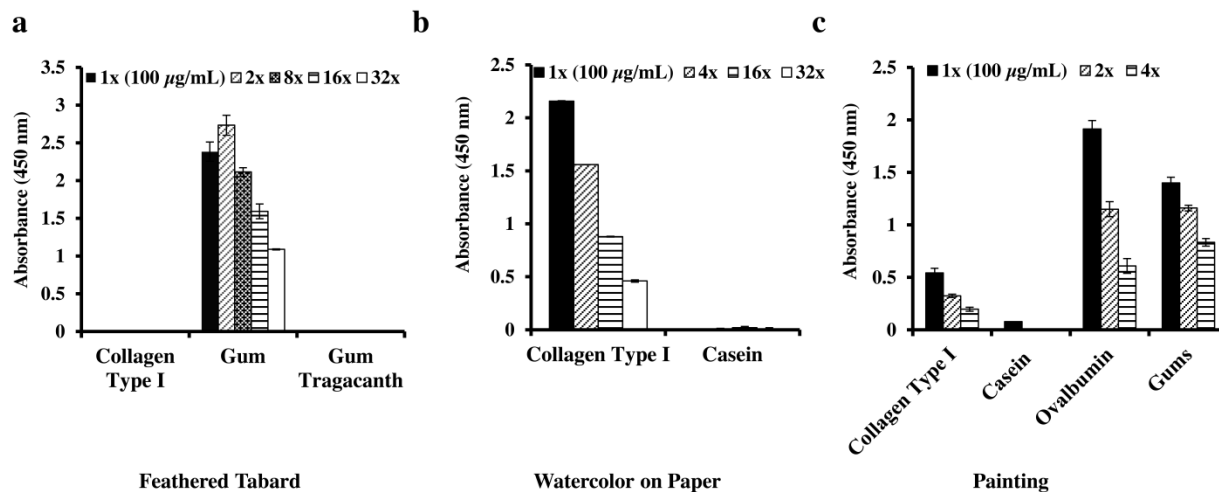 a
1x (100 µg/mL) 2x 8x 16x 32x
Absorbance (450 nm)
3.5
3
2.5
2
1.5
1
0.5
0
Collagen Type I
Gum
Gum Tragacanth
Feathered Tabard
b
1x (100 µg/mL) 4x 16x 32x
Absorbance (450 nm)
2.5
2
1.5
1
0.5
0
Collagen Type I
Casein
Watercolor on Paper
c
1x (100 µg/mL) 2x 4x
Absorbance (450 nm)
2.5
2
1.5
1
0.5
0
Collagen Type I
Casein
Ovalbumin
Gums
Painting